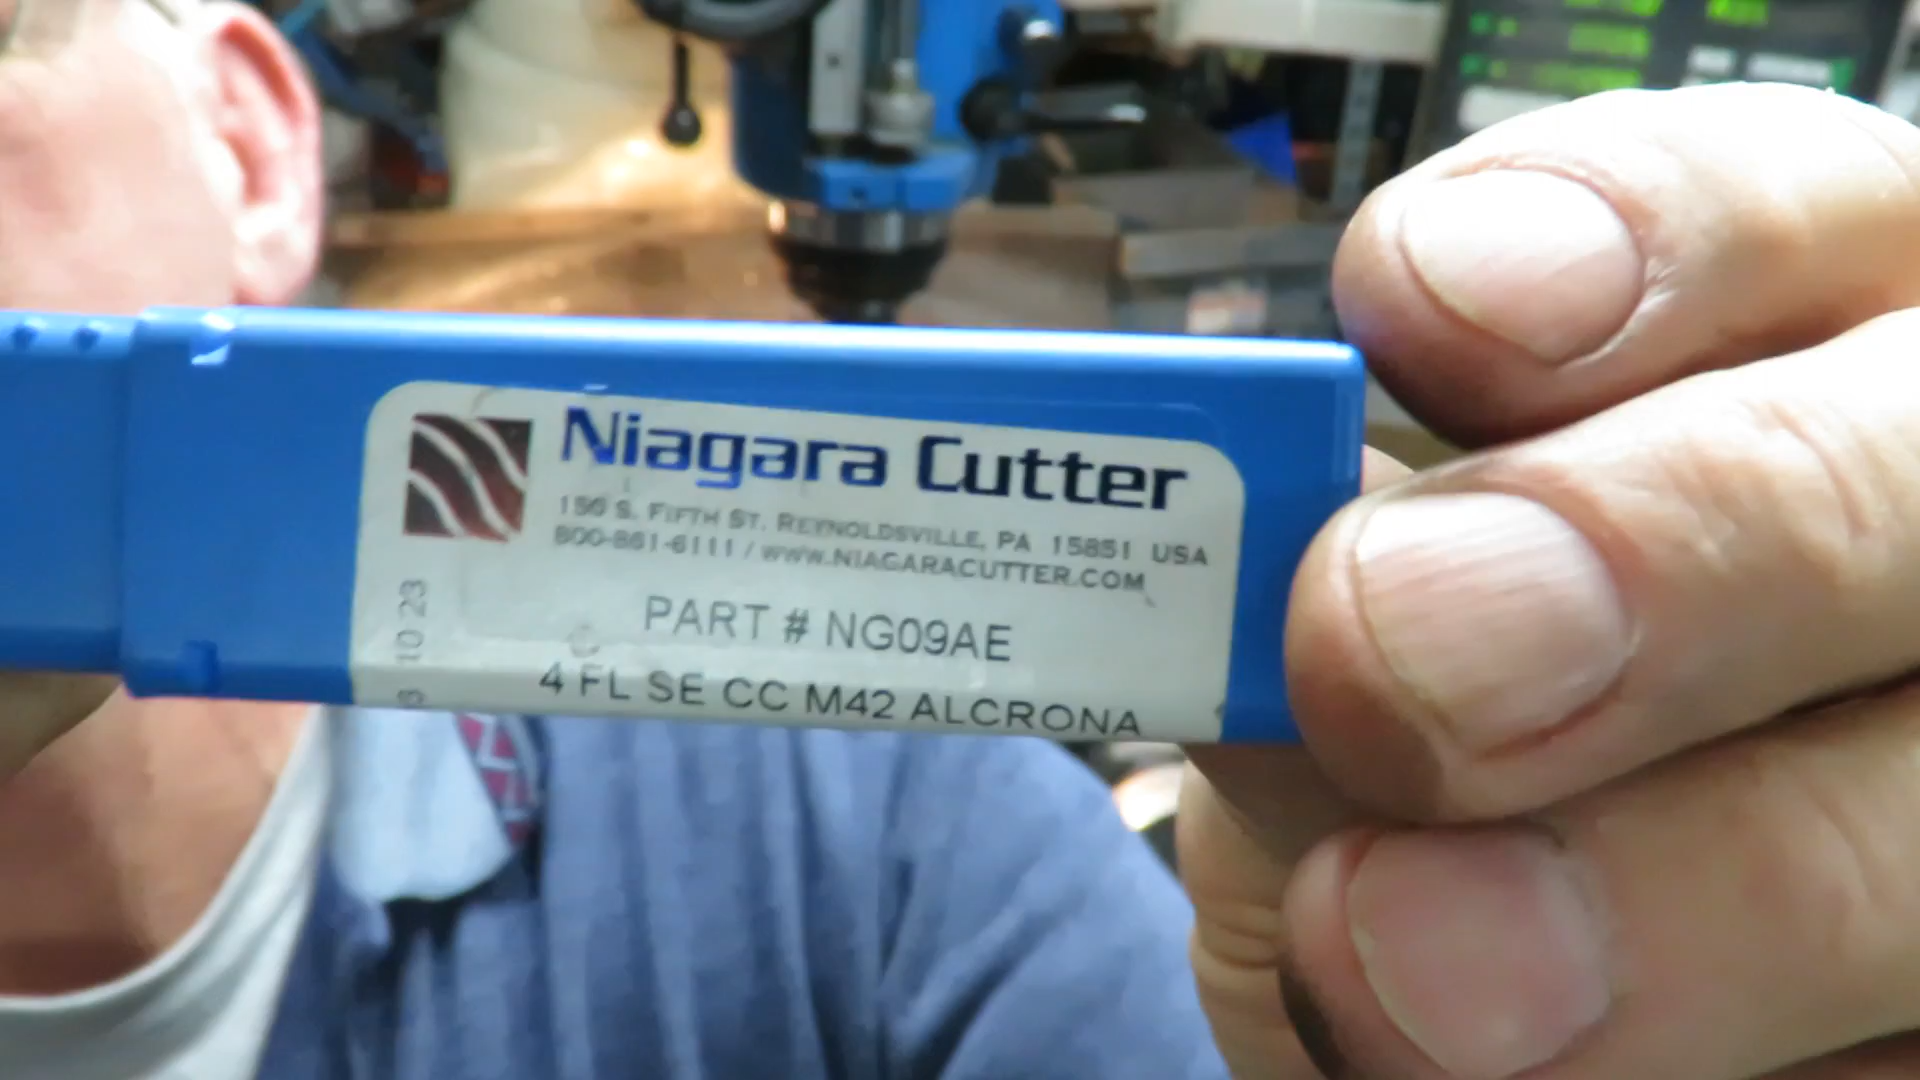 Niagara Cutter
150 S. FIFTH ST. REYNOLDSVILLE, PA 15851 USA
800-861-6111 / WWW.NIAGARACUTTER.COM
PART # NG09AE
4 FL SE CC M42 ALCRONA
10 23